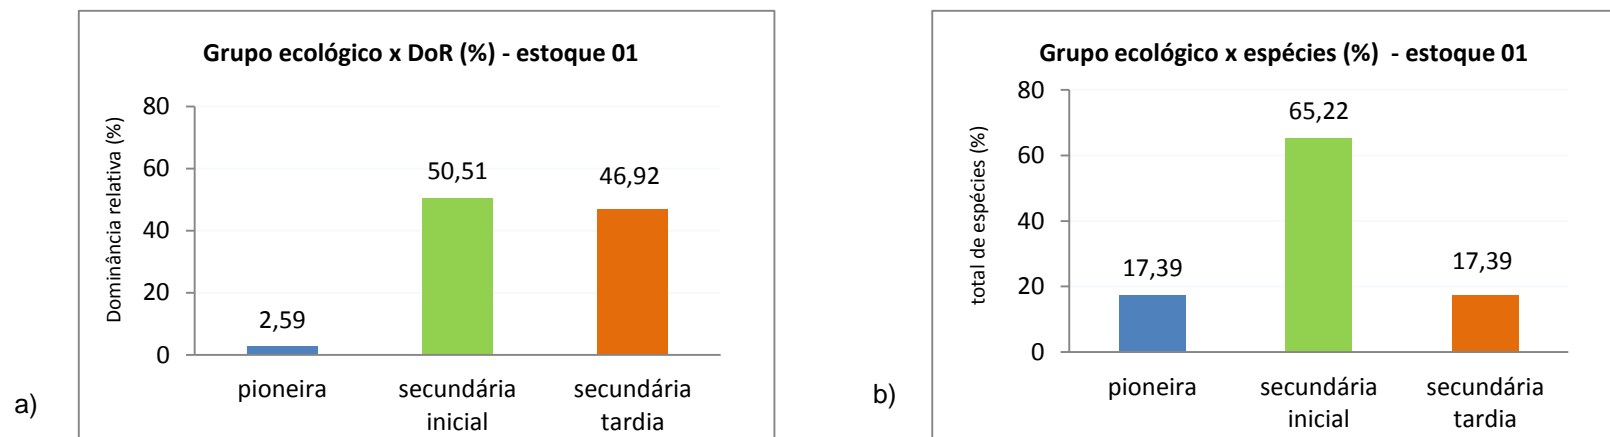 Grupo ecológico x DoR (%) - estoque 01
Dominância relativa (%)
80
60
40
20
0
2,59
50,51
46,92
pioneira
secundária
inicial
secundária
tardia
a)
Grupo ecológico x espécies (%) - estoque 01
total de espécies (%)
80
60
40
20
0
17,39
65,22
17,39
pioneira
secundária
inicial
secundária
tardia
b)